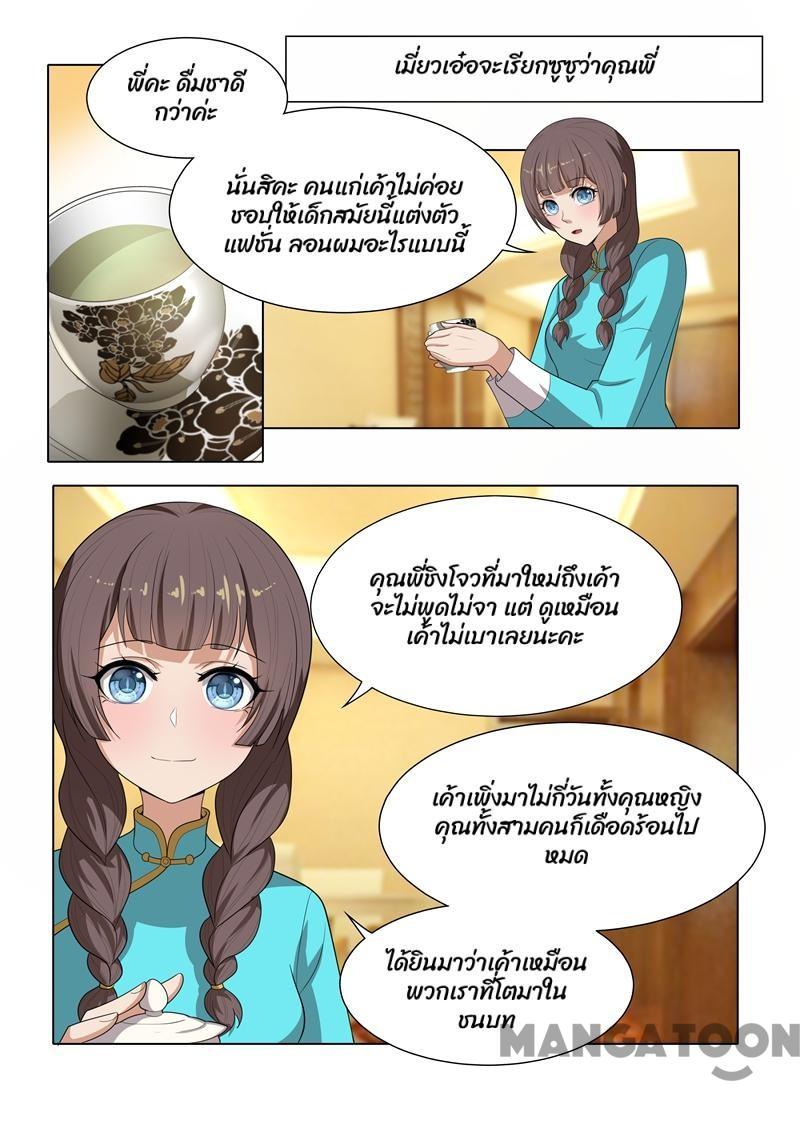 เมี่ยวเอ๋อจะเรียกซูซูว่าคุณพี่
พี่คะ ดื่มชาดี
กว่าค่ะ
นั่นสิคะ คนแก่เค้าไม่ค่อย
ชอบให้เด็กสมัยนี้แต่งตัว
แฟชั่น ลอนผมอะไรแบบนี้
คุณพี่ชิงโจวที่มาใหม่ถึงเค้า
จะไม่พูดไม่จา แต่ ดูเหมือน
เค้าไม่เบาเลยนะคะ
เค้าเพิ่งมาไม่กี่วันทั้งคุณหญิง
คุณทั้งสามคนก็เดือดร้อนไป
หมด
ได้ยินมาว่าเค้าเหมือน
พวกเราที่โตมาใน
ชนบท
MANGATOON